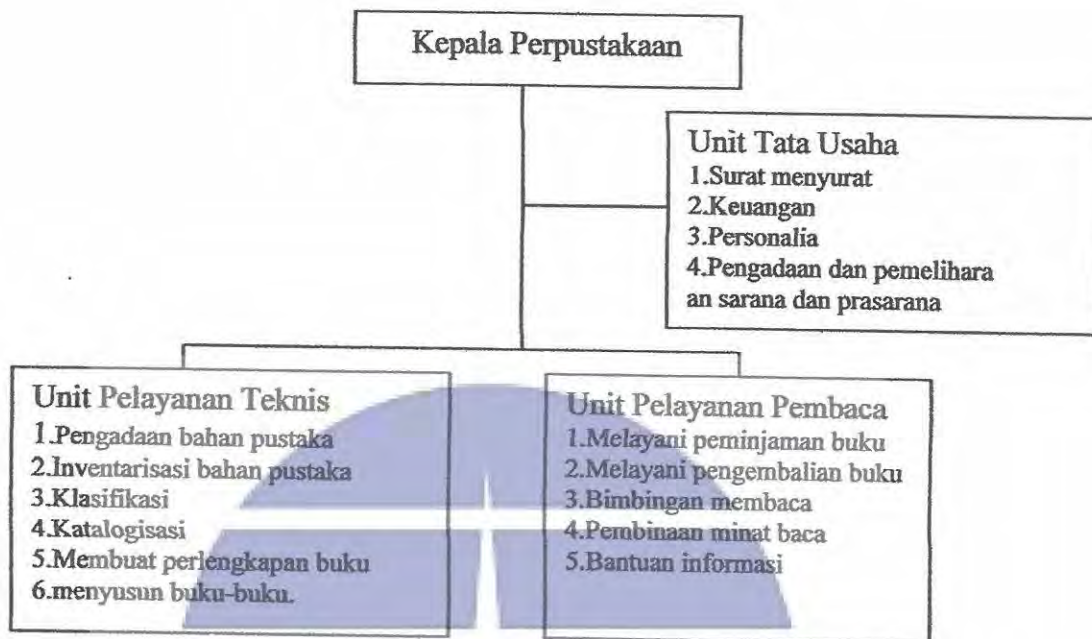 Kepala Perpustakaan
Unit Tata Usaha
1.Surat menyurat
2.Keuangan
3.Personalia
4.Pengadaan dan pemelihara
an sarana dan prasarana
Unit Pelayanan Teknis
1.Pengadaan bahan pustaka
2.Inventarisasi bahan pustaka
3.Klasifikasi
4.Katalogisasi
5.Membuat perlengkapan buku
6.menyusun buku-buku.
Unit Pelayanan Pembaca
1.Melayani peminjaman buku
2.Melayani pengembalian buku
3.Bimbingan membaca
4.Pembinaan minat baca
5.Bantuan informasi